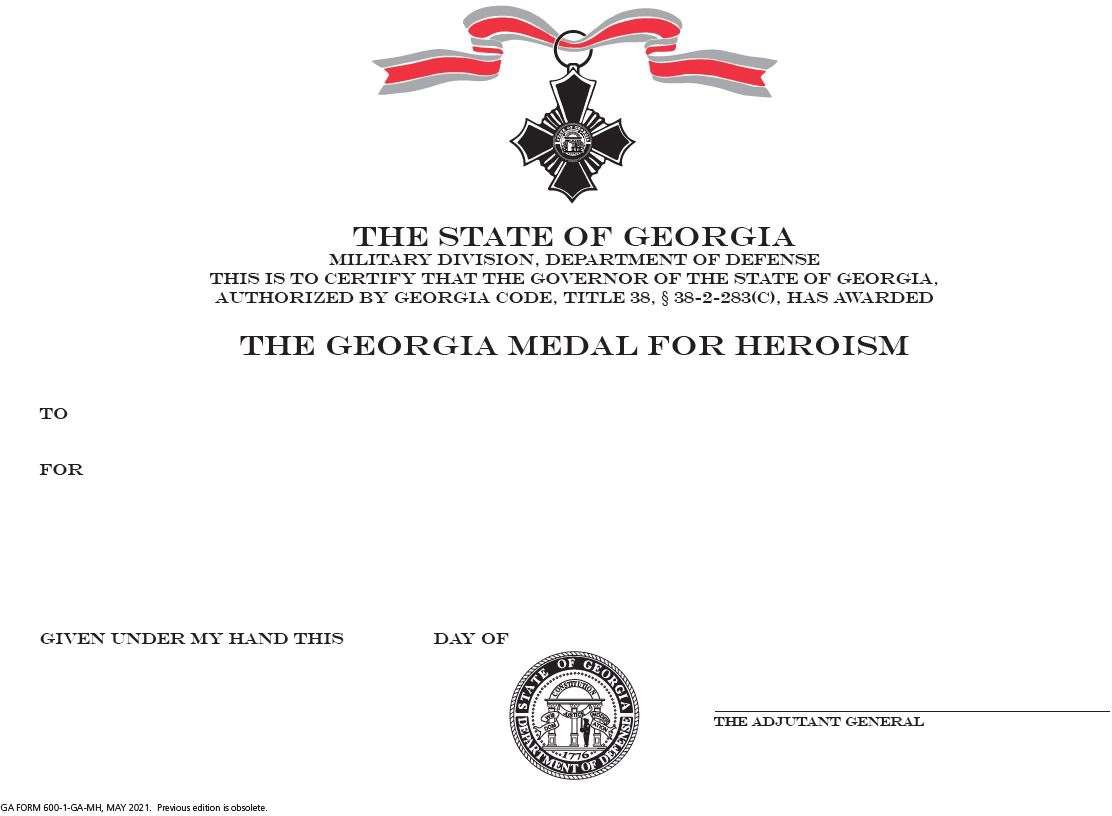 THE STATE OF GEORGIA
MILITARY DIVISION, DEPARTMENT OF DEFENSE
THIS IS TO CERTIFY THAT THE GOVERNOR OF THE STATE OF GEORGIA,
AUTHORIZED BY GEORGIA CODE, TITLE 38, § 38-2-283(C), HAS AWARDED
THE GEORGIA MEDAL FOR HEROISM
TO
FOR
GIVEN UNDER MY HAND THIS DAY OF
STATE OF GEORGIA
CONSTITUTION
JUSTICE
1776
DEPARTMENT OF DEFENSE
THE ADJUTANT GENERAL
GA FORM 600-1-GA-MH, MAY 2021. Previous edition is obsolete.